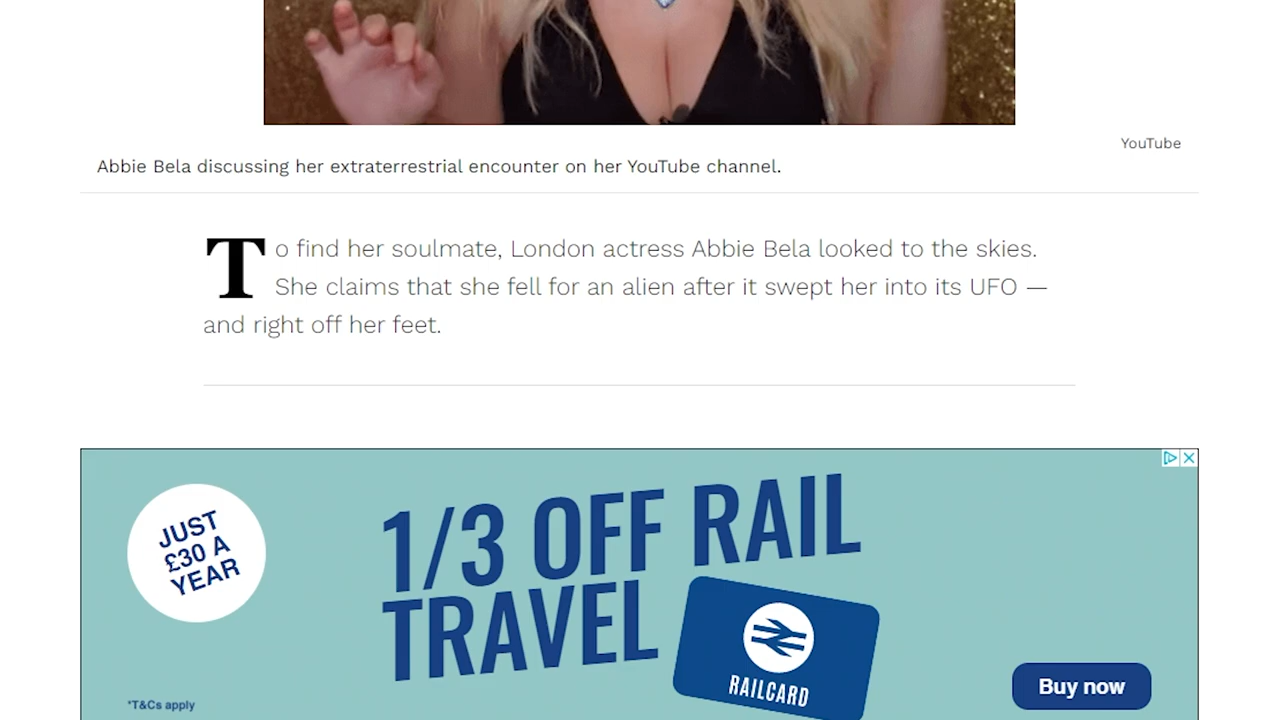 YouTube
Abbie Bela discussing her extraterrestrial encounter on her YouTube channel.
To find her soulmate, London actress Abbie Bela looked to the skies.
She claims that she fell for an alien after it swept her into its UFO —
and right off her feet.
JUST
£30 A
YEAR
1/3 OFF RAIL
TRAVEL
RAILCARD
Buy now
*T&Cs apply